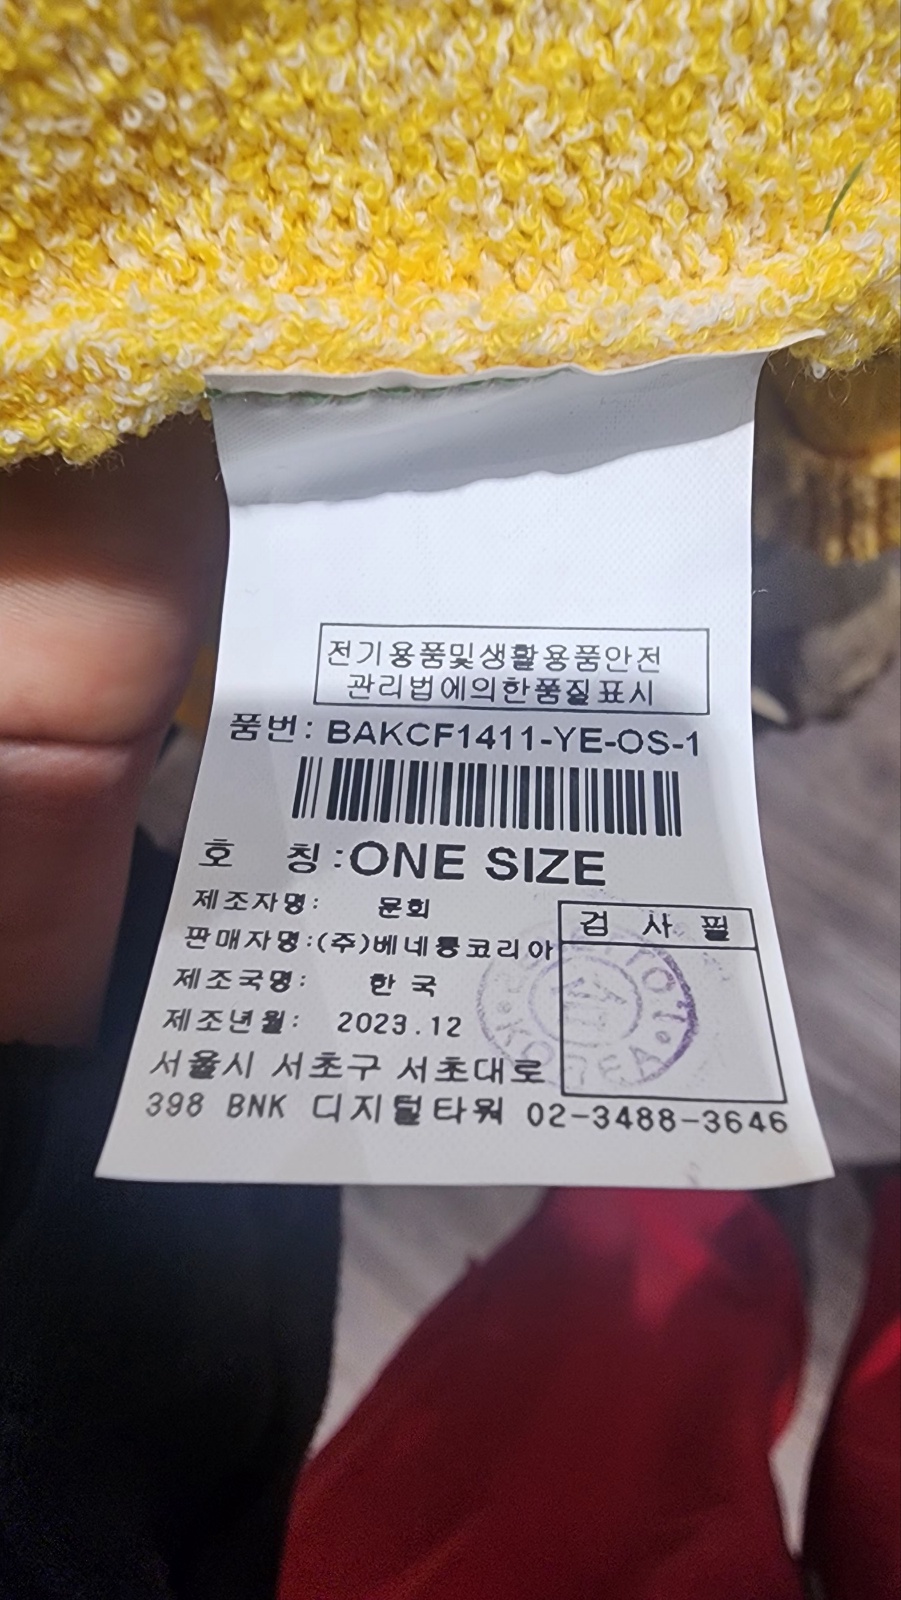 전기용품및생활용품안전
관리법에의한품질표시
품번: BAKCF1411-YE-OS-1
호 칭:ONE SIZE
제조자명: 문회
판매자명:(주)베네통코리아
검 사 필
제조국명: 한 국
제조년월: 2023.12
서울시 서초구 서초대로
398 BNK 디지털타워 02-3488-3646